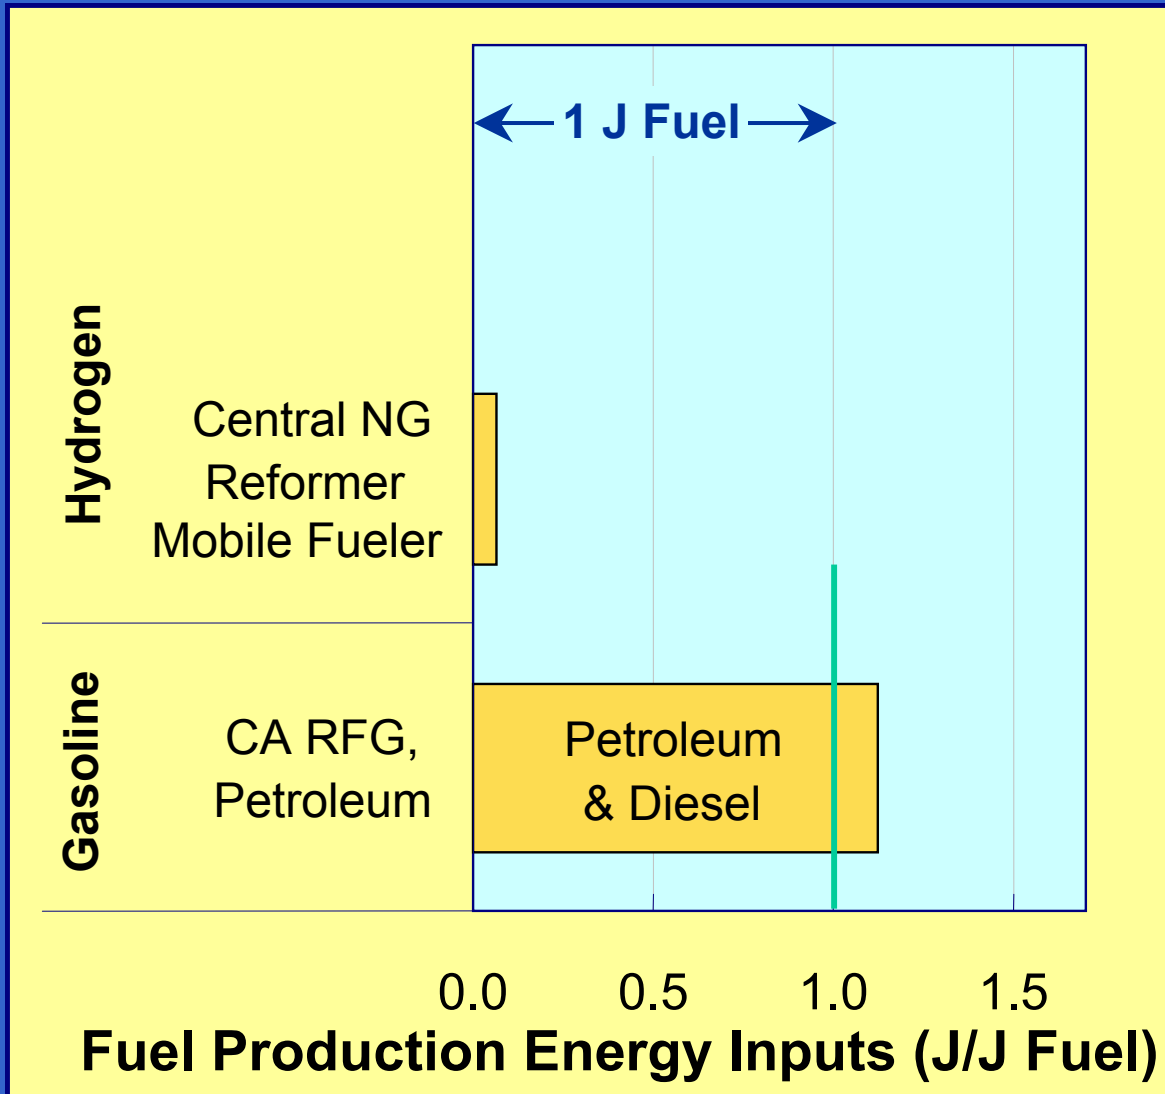 1 J Fuel
Hydrogen
Central NG
Reformer
Mobile Fueler
Gasoline
CA RFG,
Petroleum
Petroleum
& Diesel
0.0 0.5 1.0 1.5
Fuel Production Energy Inputs (J/J Fuel)